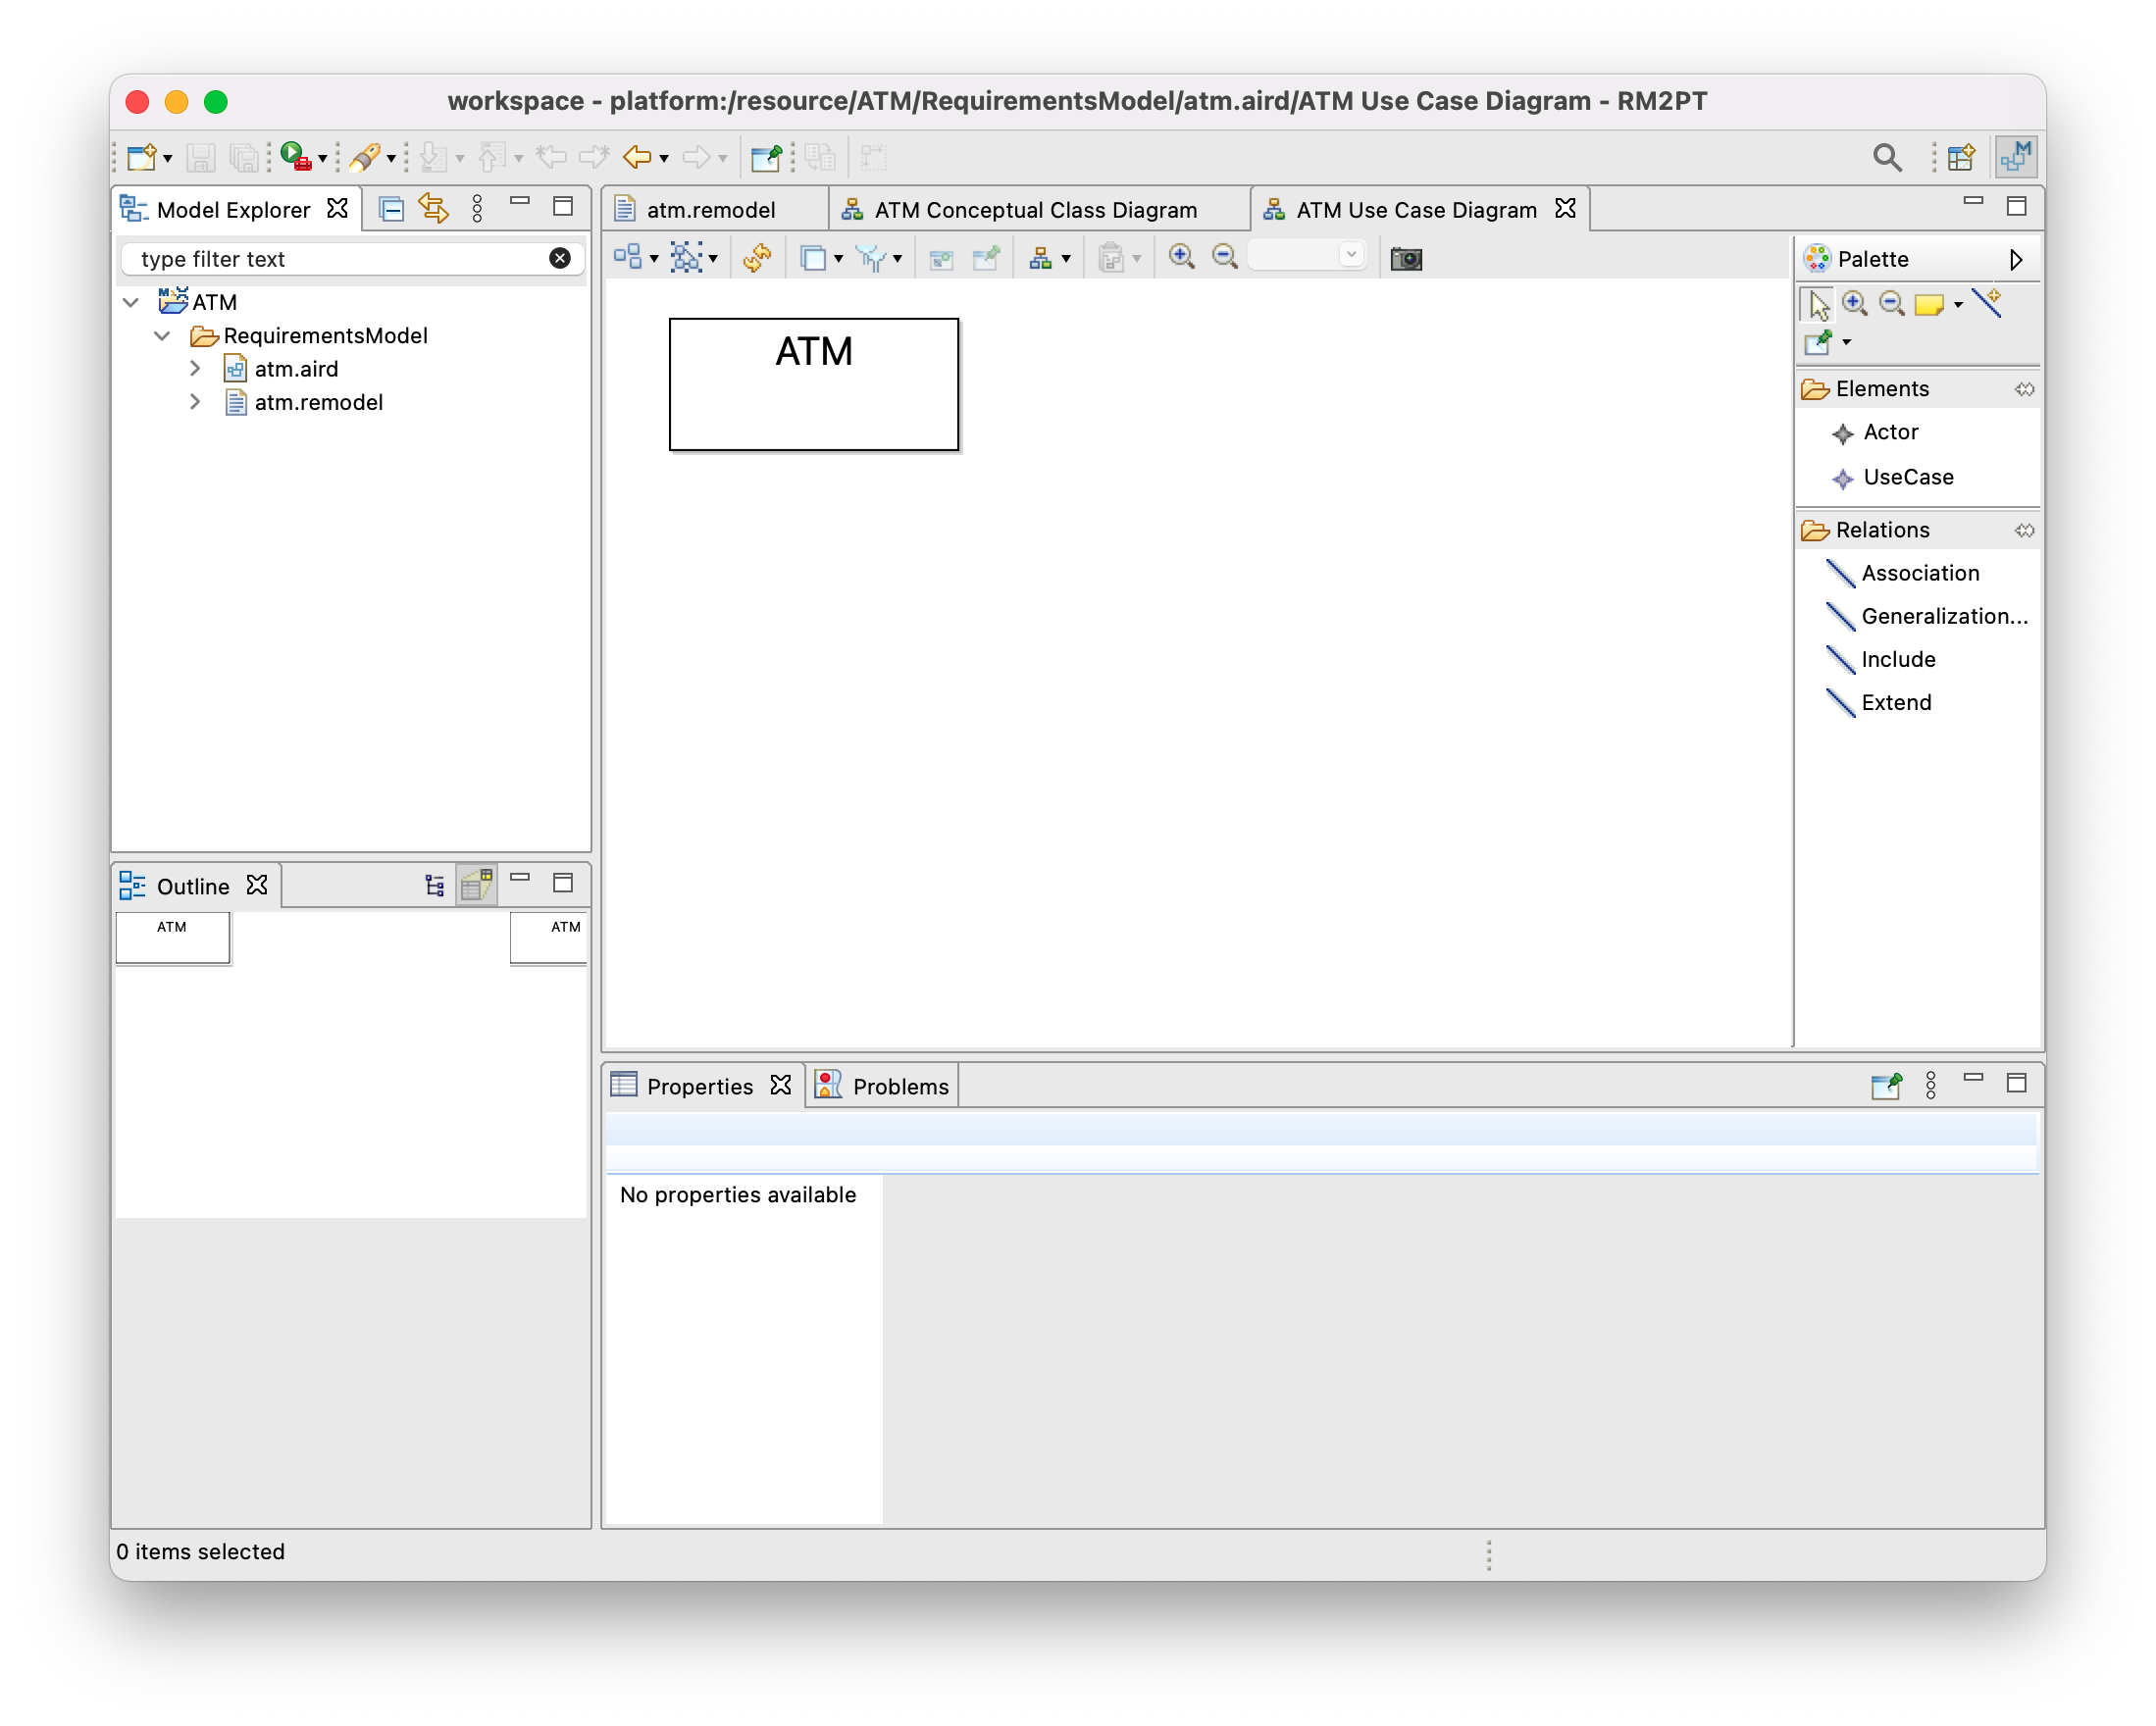 workspace - platform:/resource/ATM/RequirementsModel/atm.aird/ATM Use Case Diagram - RM2PT
Model Explorer
type filter text
ATM
RequirementsModel
atm.aird
atm.remodel
atm.remodel
ATM Conceptual Class Diagram
ATM Use Case Diagram
ATM
Palette
Elements
Actor
UseCase
Relations
Association
Generalization...
Include
Extend
Outline
ATM
ATM
Properties
Problems
No properties available
0 items selected